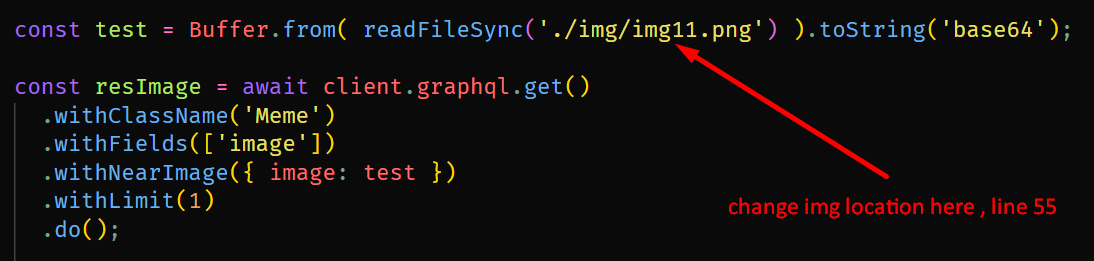 const test = Buffer.from( readFileSync('./img/img11.png') ).toString('base64');
const resImage = await client.graphql.get()
.withClassName('Meme')
.withFields(['image'])
.withNearImage({ image: test })
.withLimit(1)
.do();
change img location here , line 55